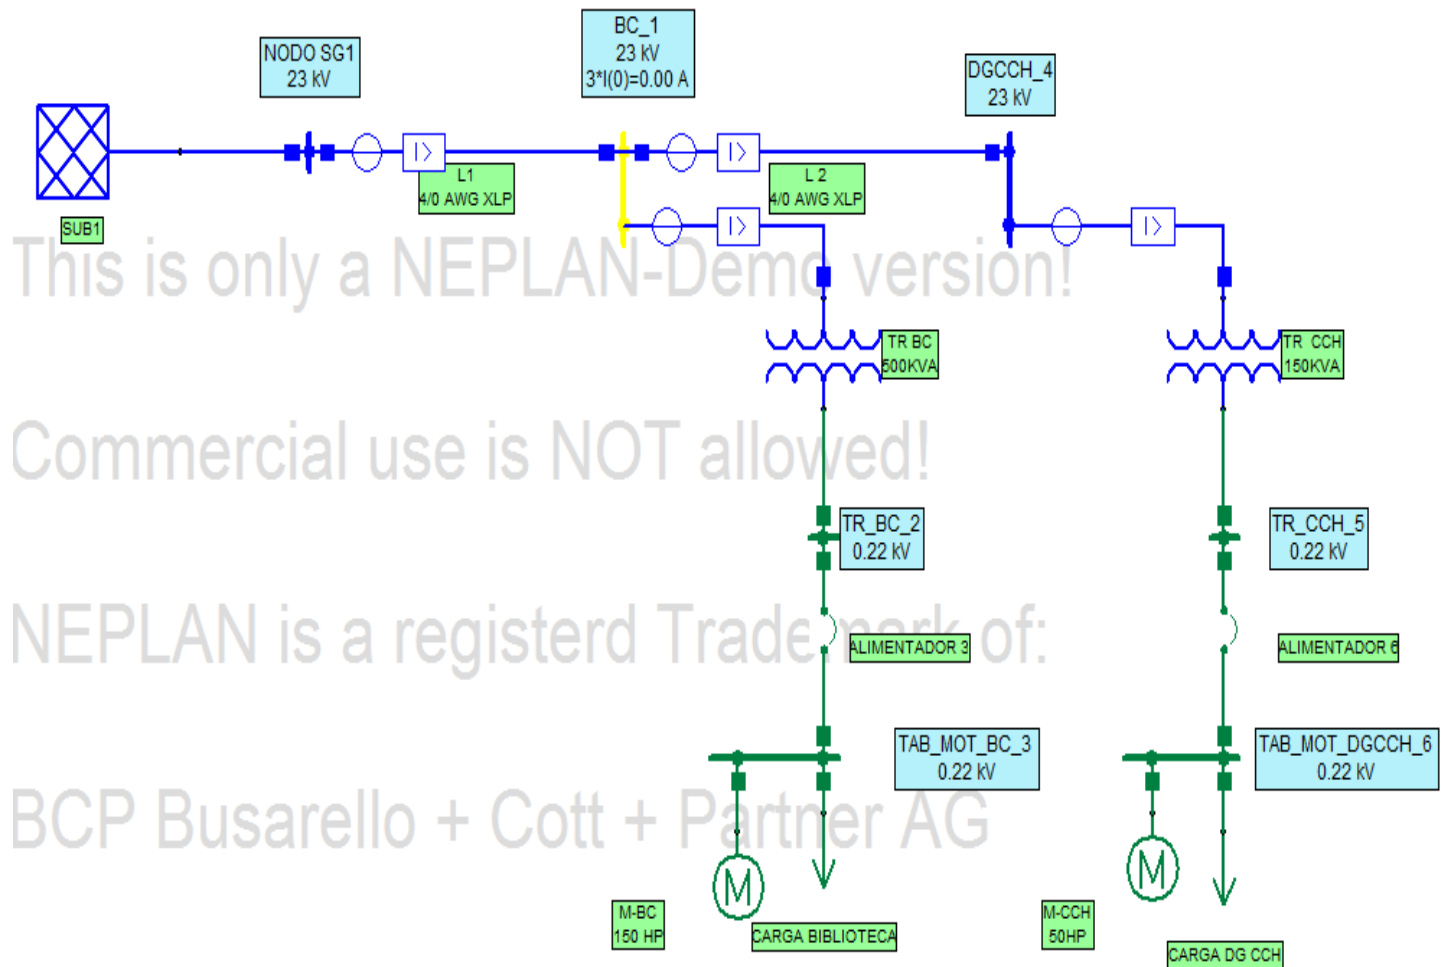 BC_1
23 kV
3*I(0)=0.00 A
NODO SG1
23 kV
DGCCH_4
23 kV
I>
I>
I>
I>
L1
4/0 AWG XLP
L 2
4/0 AWG XLP
SUB1
This is only a NEPLAN-Demo version!
TR BC
500KVA
TR CCH
150KVA
Commercial use is NOT allowed!
TR_BC_2
0.22 kV
TR_CCH_5
0.22 kV
NEPLAN is a registerd Trademark of:
ALIMENTADOR 3
ALIMENTADOR 6
TAB_MOT_BC_3
0.22 kV
TAB_MOT_DGCCH_6
0.22 kV
BCP Busarello + Cott + Partner AG
M
M
M-BC
150 HP
CARGA BIBLIOTECA
M-CCH
50HP
CARGA DG CCH